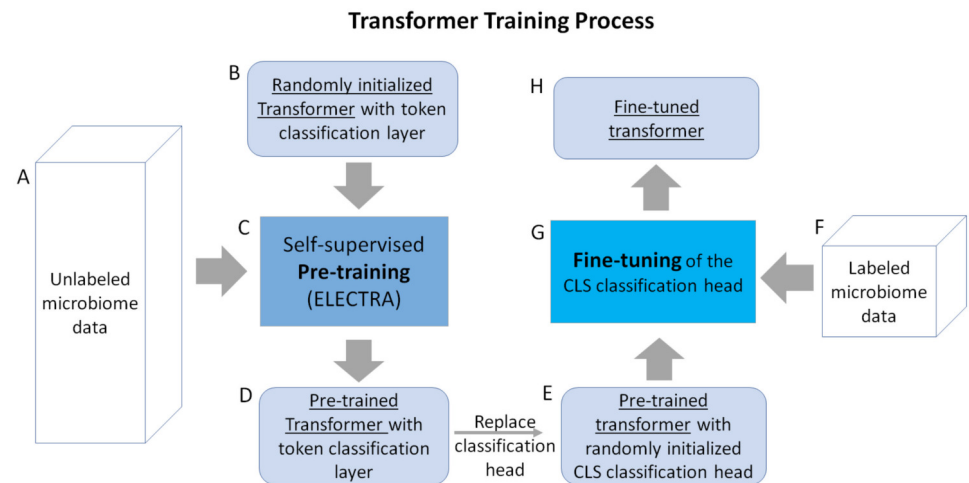 Transformer Training Process
A
Unlabeled
microbiome
data
B
Randomly initialized
Transformer with token
classification layer
C
Self-supervised
Pre-training
(ELECTRA)
D
Pre-trained
Transformer with
token classification
layer
Replace
classification
head
E
Pre-trained
transformer with
randomly initialized
CLS classification head
F
Labeled
microbiome
data
G
Fine-tuning of the
CLS classification head
H
Fine-tuned
transformer